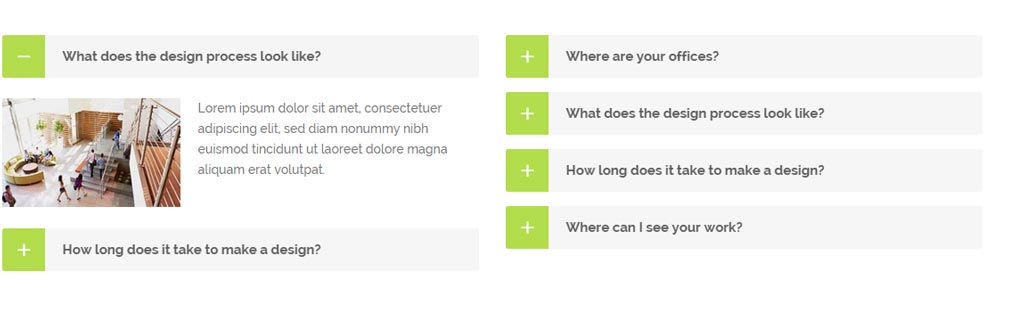 What does the design process look like?
Lorem ipsum dolor sit amet, consectetuer
adipiscing elit, sed diam nonummy nibh
euismod tincidunt ut laoreet dolore magna
aliquam erat volutpat.
How long does it take to make a design?
Where are your offices?
What does the design process look like?
How long does it take to make a design?
Where can I see your work?